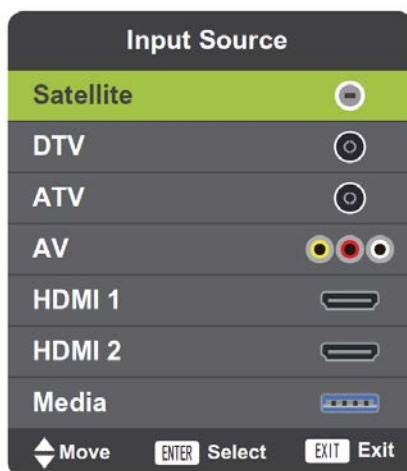 Input Source
Satellite
DTV
ATV
AV
HDMI 1
HDMI 2
Media
Move ENTER Select EXIT Exit